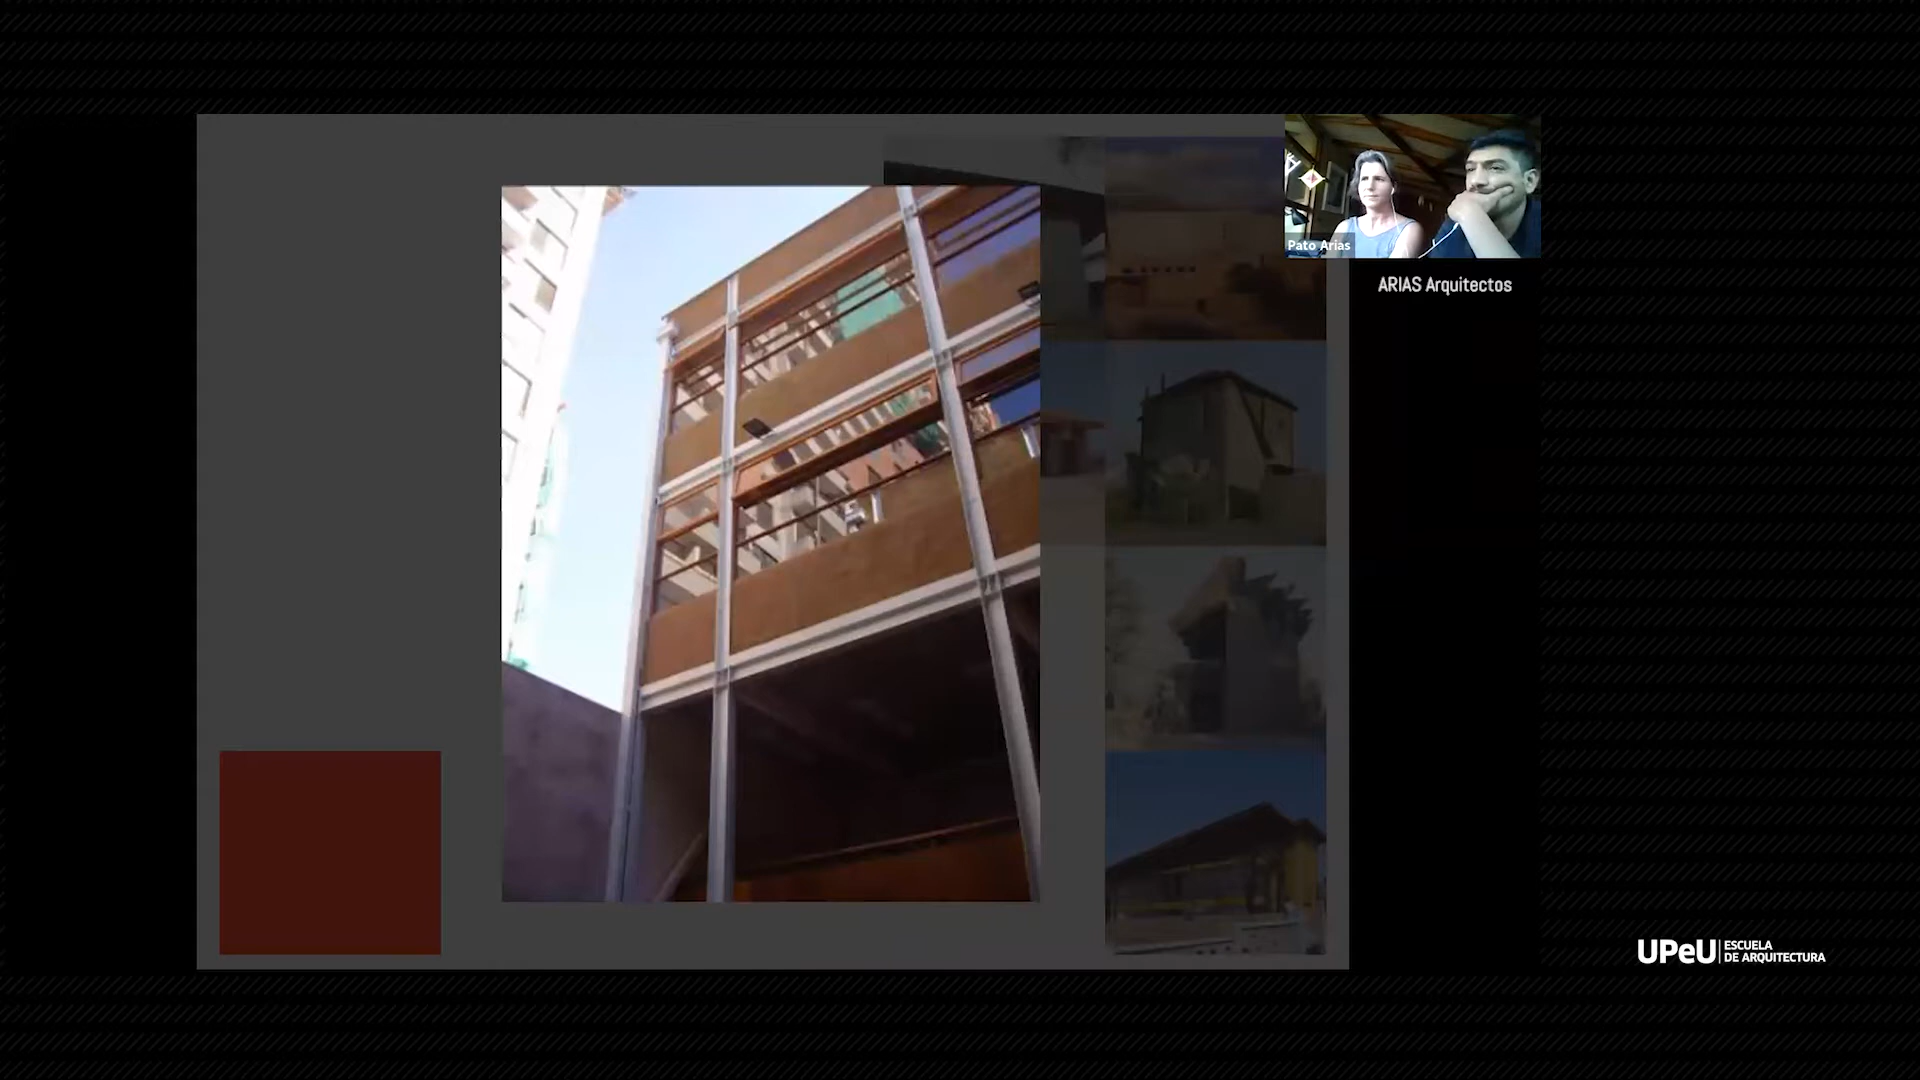 Pato Arias
ARIAS Arquitectos
UPeU
ESCUELA
DE ARQUITECTURA